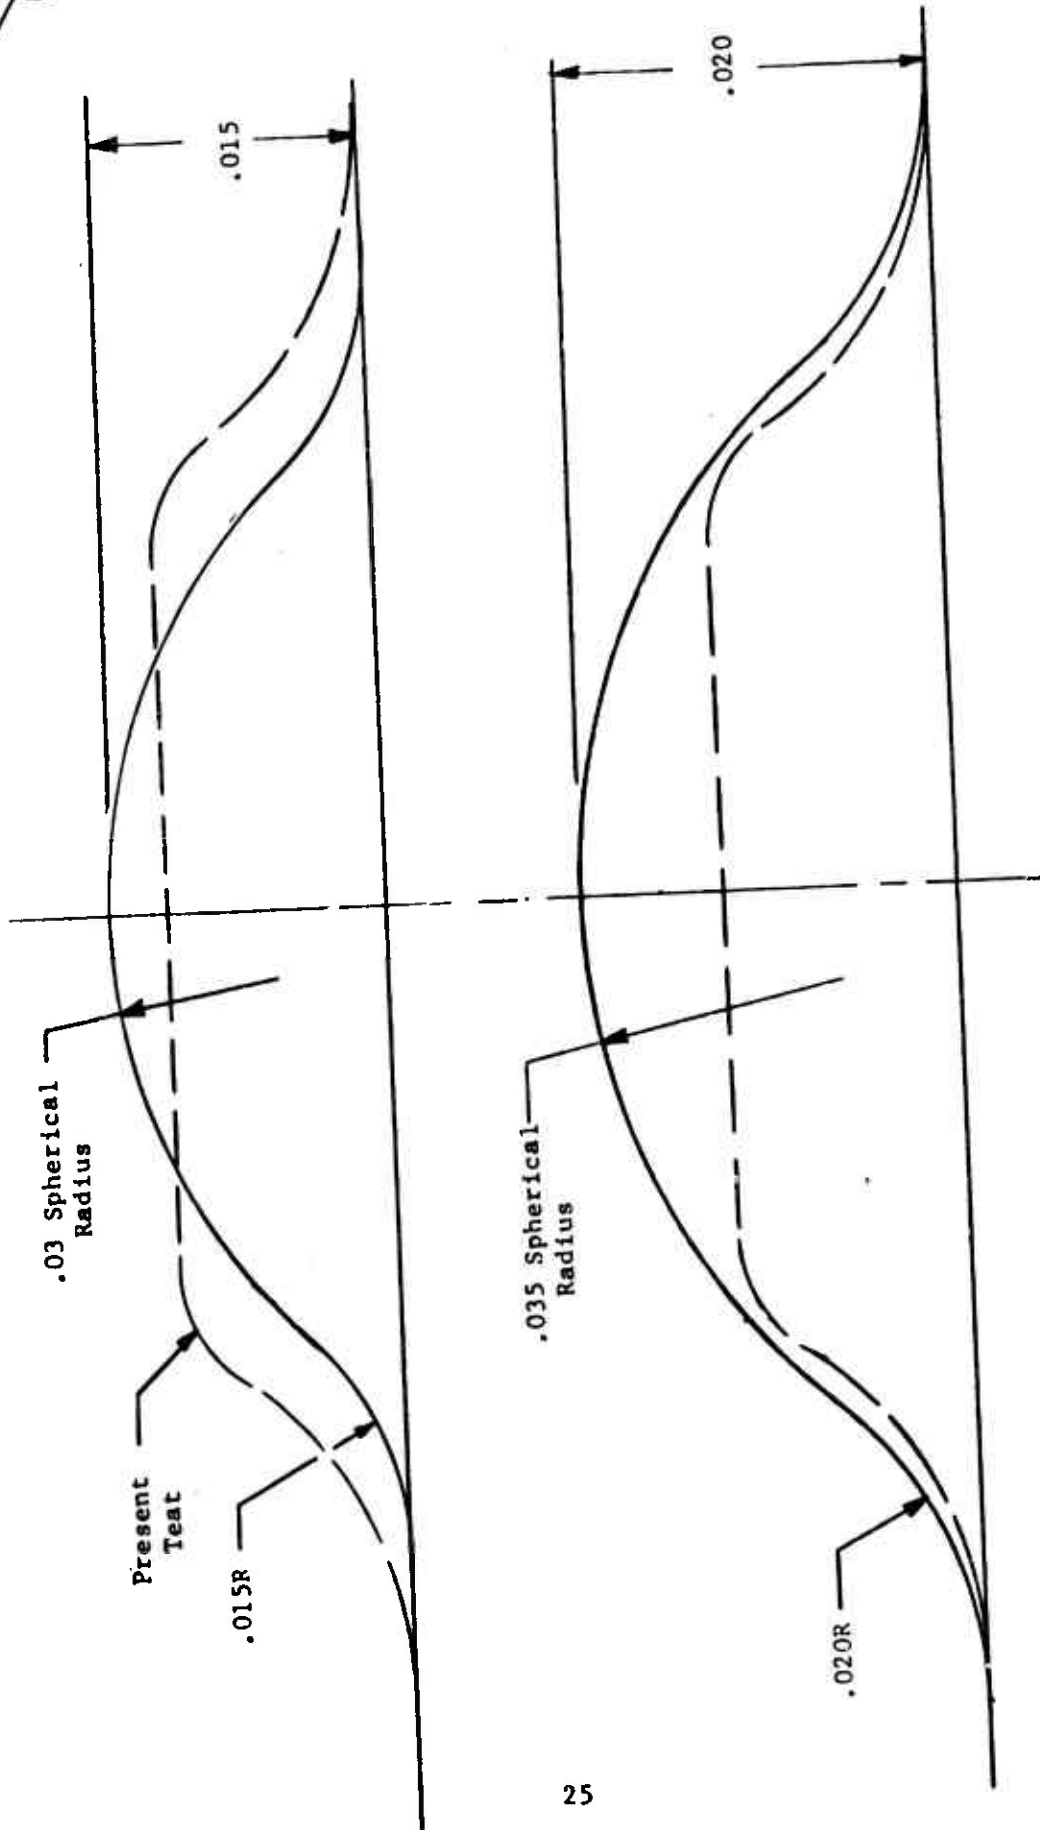 .015
.03 Spherical
Radius
Present
Teat
.015R
.020
.035 Spherical
Radius
.020R
25